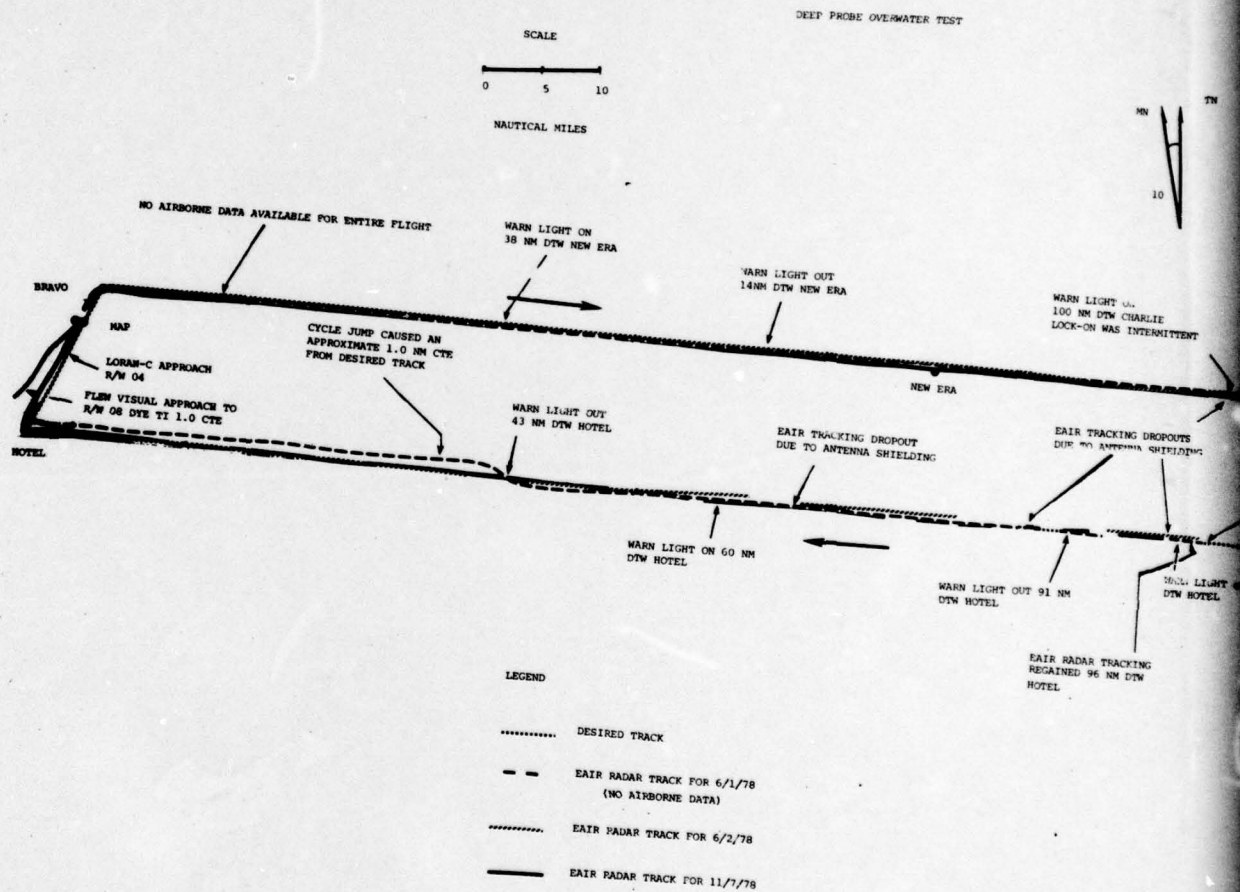 DEEP PROBE OVERWATER TEST
SCALE
0 5 10
NAUTICAL MILES
MN TN
10
NO AIRBORNE DATA AVAILABLE FOR ENTIRE FLIGHT
WARN LIGHT ON
38 NM DTW NEW ERA
WARN LIGHT OUT
14NM DTW NEW ERA
WARN LIGHT
100 NM DTW CHARLIE
LOCK-ON WAS INTERMITTENT
BRAVO
MAP
CYCLE JUMP CAUSED AN
APPROXIMATE 1.0 NM CTE
FROM DESIRED TRACK
LORAN-C APPROACH
R/W 04
FLEW VISUAL APPROACH TO
R/W 08 DYE TI 1.0 CTE
HOTEL
NEW ERA
WARN LIGHT OUT
43 NM DTW HOTEL
EAIR TRACKING DROPOUT
DUE TO ANTENNA SHIELDING
EAIR TRACKING DROPOUTS
DUE TO ANTENNA SHIELDING
WARN LIGHT ON 60 NM
DTW HOTEL
WARN LIGHT OUT 91 NM
DTW HOTEL
LIGHT
DTW HOTEL
EAIR RADAR TRACKING
REGAINED 96 NM DTW
HOTEL
LEGEND
DESIRED TRACK
EAIR RADAR TRACK FOR 6/1/78
(NO AIRBORNE DATA)
EAIR RADAR TRACK FOR 6/2/78
EAIR RADAR TRACK FOR 11/7/78